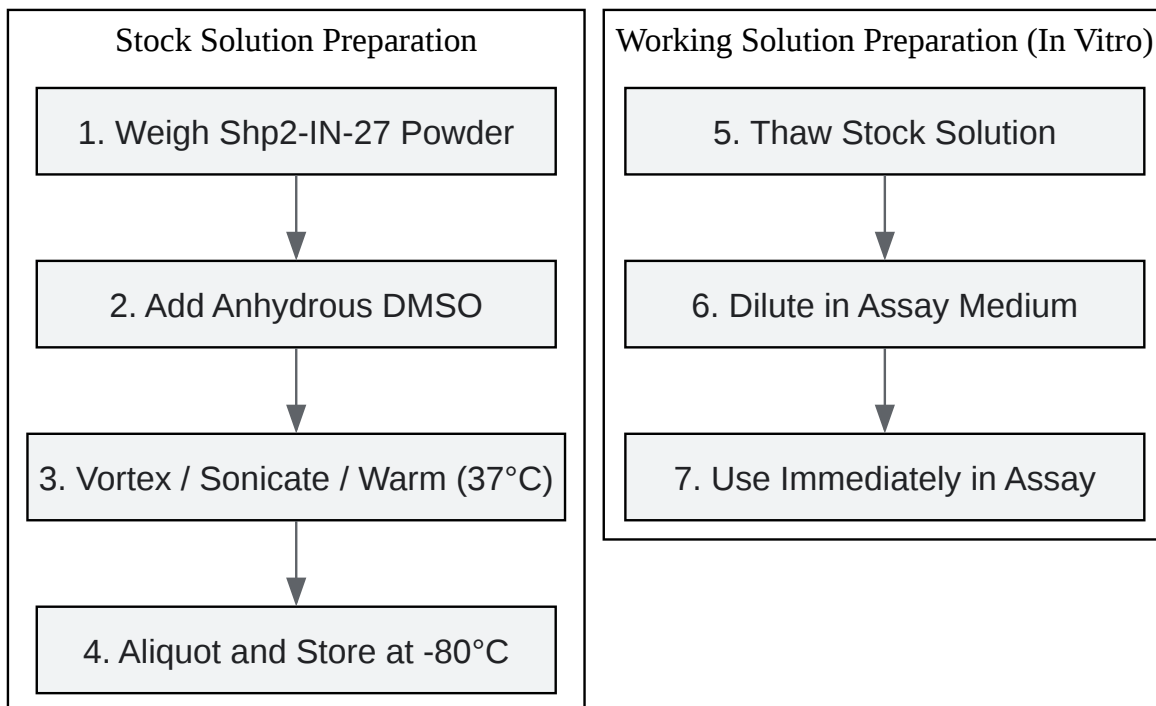 Stock Solution Preparation
1. Weigh Shp2-IN-27 Powder
2. Add Anhydrous DMSO
3. Vortex / Sonicate / Warm (37°C)
4. Aliquot and Store at -80°C
Working Solution Preparation (In Vitro)
5. Thaw Stock Solution
6. Dilute in Assay Medium
7. Use Immediately in Assay